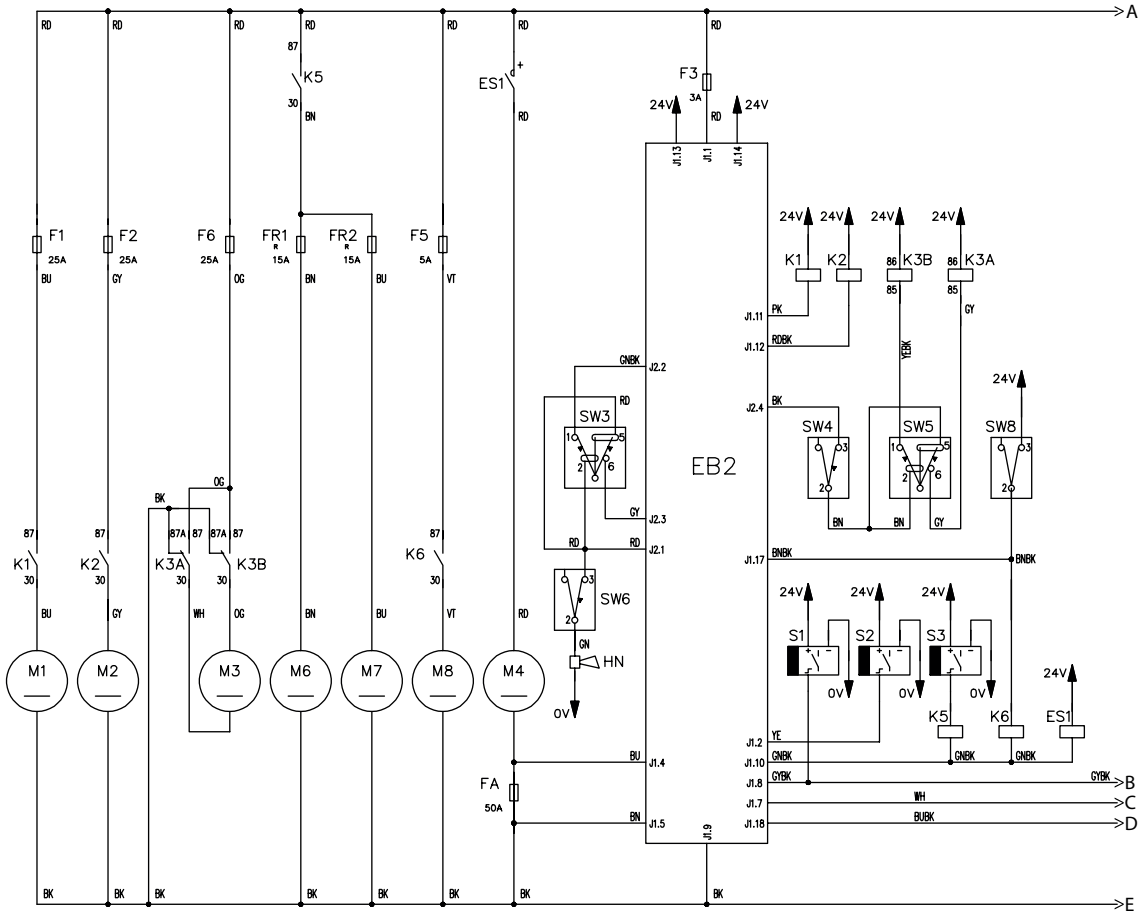 A
RD RD RD RD RD RD RD
87
K5
30
BN
ES1
+
RD
F3
3A
RD
24V 24V
J1.13 J1.1 J1.14
F1 F2 F6 FR1 FR2 F5
R R
25A 25A 25A 15A 15A 5A
BU GY OG BN BU VT
24V 24V 24V 24V
K1 K2 86 K3B 86 K3A
85 85
PK GY
J1.11
RDBK
J1.12
YEBK
GNBK J2.2
RD
24V
BK
J2.4
SW3 SW4 SW5 SW8
1 5 3 1 5 3
2 6 2 2 6 2
EB2
OG
BK
GY J2.3
BN BN GY
RD RD J2.1
87 87 87A 87 87A 87 87
K1 K2 K3A K3B K6
30 30 30 30 30
BNBK J1.17 BNBK
3
SW6
2
24V 24V 24V
S1 S2 S3
+ - + - + -
BU GY WH OG BN BU VT RD
GN
HN
0V
M1 M2 M3 M6 M7 M8 M4
0V 0V 0V
24V
K5 K6 ES1
YE
J1.2
BU J1.4
GNBK GNBK GNBK
J1.10
GYBK GYBK B
J1.8
FA
50A
WH C
J1.7
BN J1.5
BUBK D
J1.18
J1.9
BK BK BK BK BK BK BK BK
E